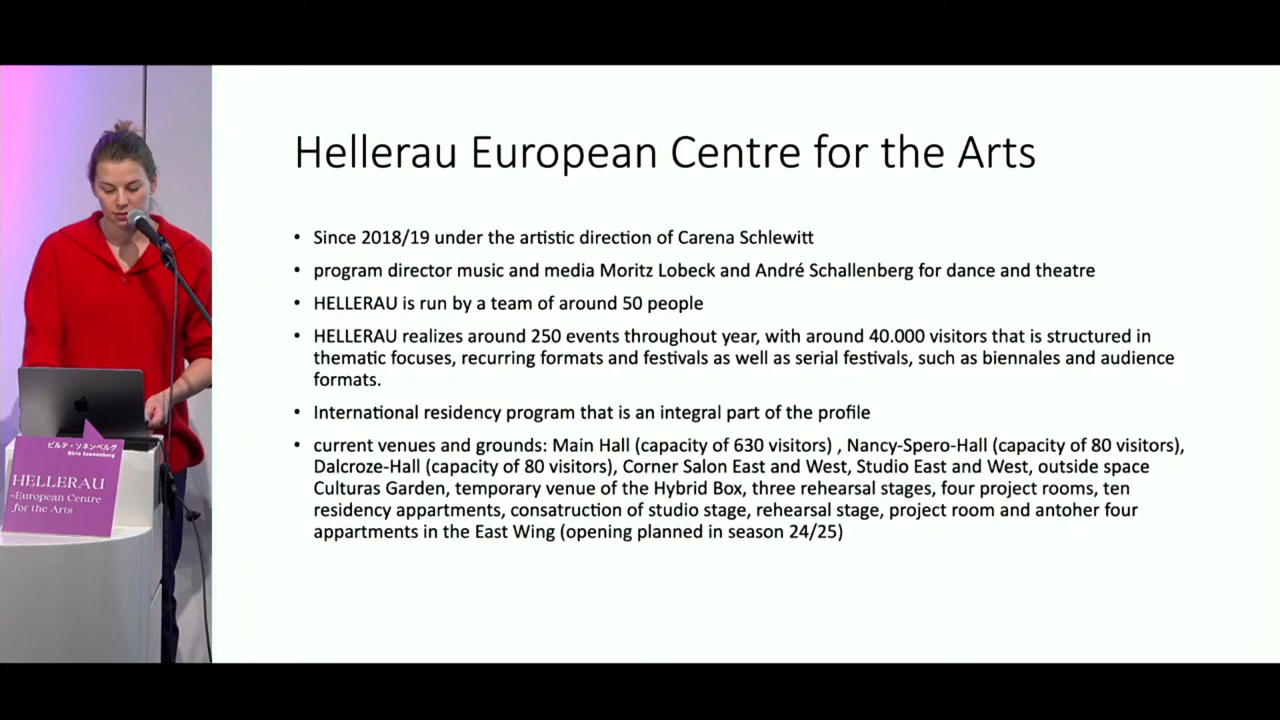 Hellerau European Centre for the Arts
• Since 2018/19 under the artistic direction of Carena Schlewitt
• program director music and media Moritz Lobeck and André Schallenberg for dance and theatre
• HELLERAU is run by a team of around 50 people
• HELLERAU realizes around 250 events throughout year, with around 40.000 visitors that is structured in
thematic focuses, recurring formats and festivals as well as serial festivals, such as biennales and audience
formats.
• International residency program that is an integral part of the profile
• current venues and grounds: Main Hall (capacity of 630 visitors) , Nancy-Spero-Hall (capacity of 80 visitors),
Dalcroze-Hall (capacity of 80 visitors), Corner Salon East and West, Studio East and West, outside space
Culturas Garden, temporary venue of the Hybrid Box, three rehearsal stages, four project rooms, ten
residency appartments, consatruction of studio stage, rehearsal stage, project room and antoher four
appartments in the East Wing (opening planned in season 24/25)
ビルテ・ソネンベルグ
Birte Sonnenberg
HELLERAU
-European Centre
for the Arts